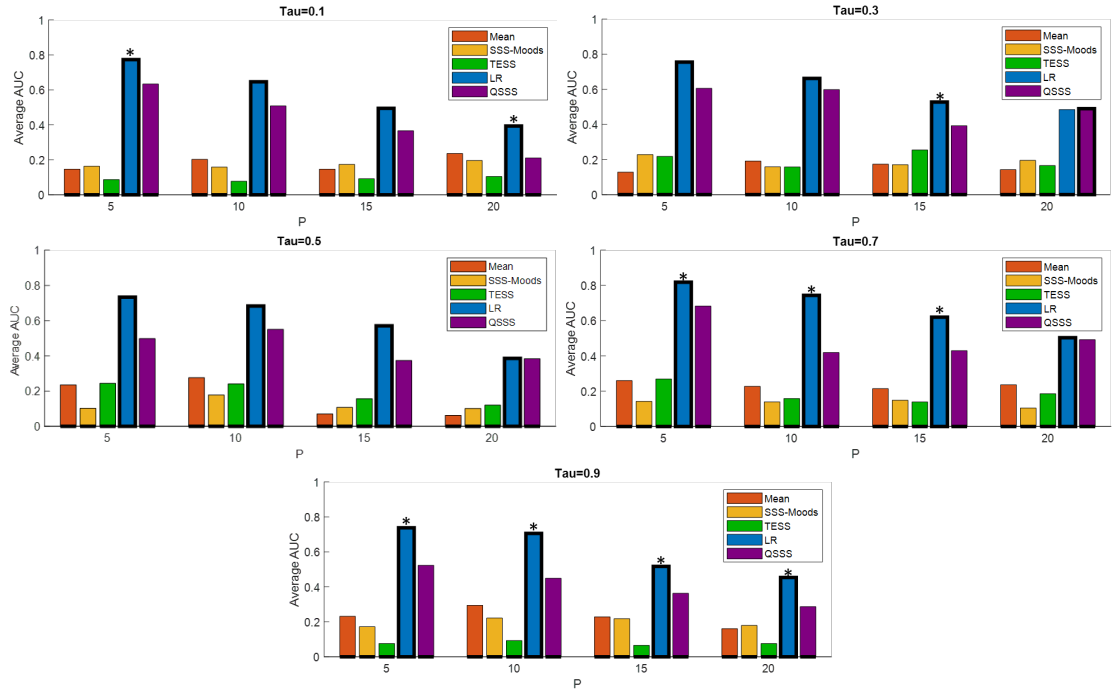 Tau=0.1
Average AUC
1
0.8
0.6
0.4
0.2
0
*
*
Mean
SSS-Moods
TESS
LR
QSSS
5
10
15
20
P
Tau=0.3
Average AUC
1
0.8
0.6
0.4
0.2
0
*
Mean
SSS-Moods
TESS
LR
QSSS
5
10
15
20
P
Tau=0.5
Average AUC
1
0.8
0.6
0.4
0.2
0
Mean
SSS-Moods
TESS
LR
QSSS
5
10
15
20
P
Tau=0.7
Average AUC
1
0.8
0.6
0.4
0.2
0
*
*
*
Mean
SSS-Moods
TESS
LR
QSSS
5
10
15
20
P
Tau=0.9
Average AUC
1
0.8
0.6
0.4
0.2
0
*
*
*
*
Mean
SSS-Moods
TESS
LR
QSSS
5
10
15
20
P